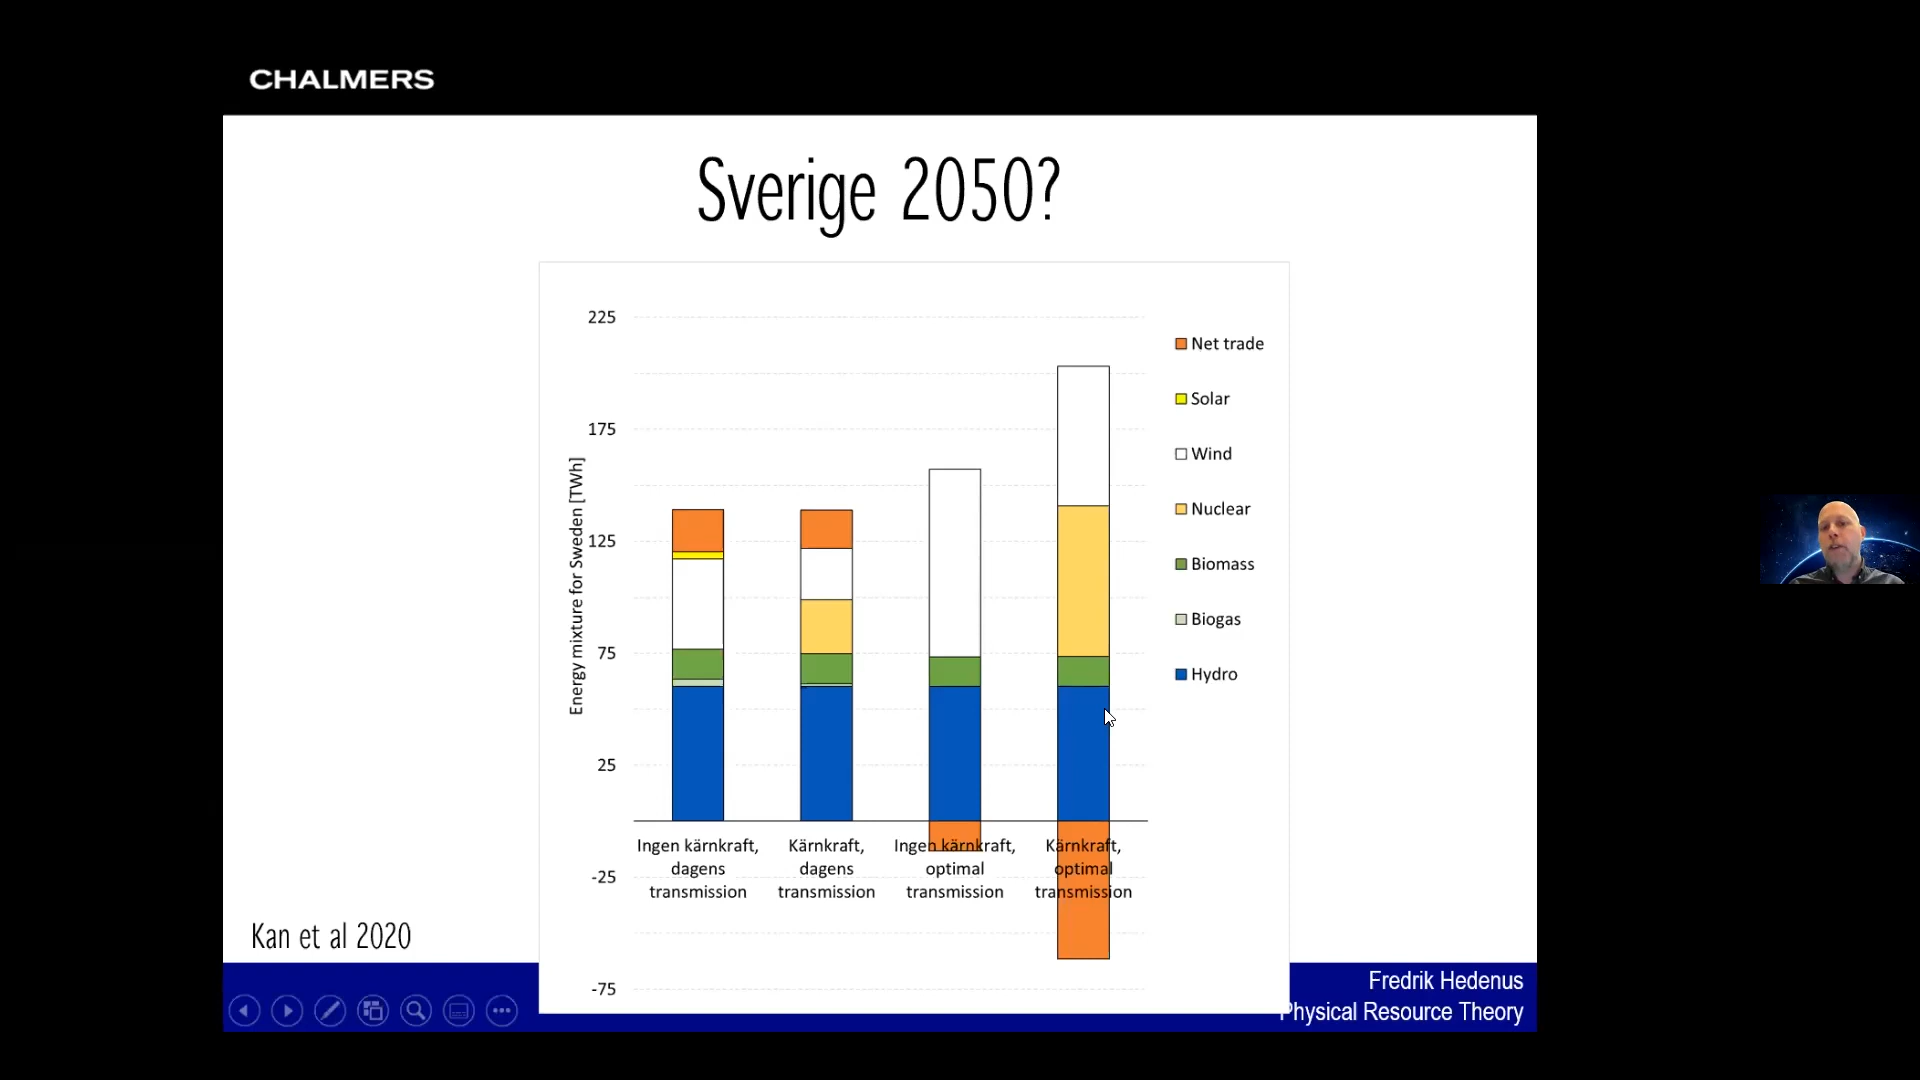 CHALMERS
Sverige 2050?
225
175
125
75
25
-25
-75
Energy mixture for Sweden [TWh]
Net trade
Solar
Wind
Nuclear
Biomass
Biogas
Hydro
Ingen kärnkraft,
dagens
transmission
Kärnkraft,
dagens
transmission
Ingen kärnkraft,
optimal
transmission
Kärnkraft,
optimal
transmission
Kan et al 2020
Fredrik Hedenus
Physical Resource Theory